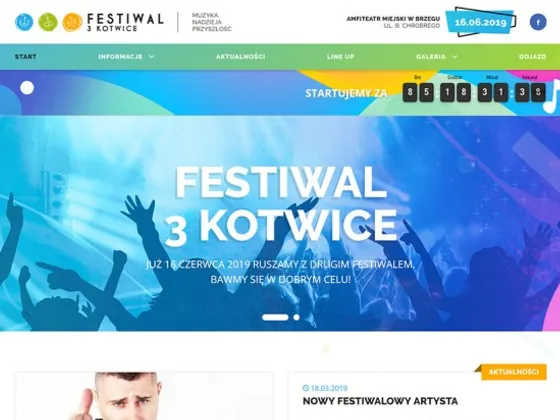 FESTIWAL
3 KOTWICE
MUZYKA
NADZIEJA
PRZYSZŁOŚĆ
AMFITEATR MIEJSKI W BRZEGU
UL. B. CHROBREGO
16.06.2019
f
START INFORMACJE AKTUALNOŚCI LINE UP GALERIA DOJAZD
STARTUJEMY ZA
Dni Godzin Minut Sekund
85 18 31 38
FESTIWAL
3 KOTWICE
JUŻ 16 CZERWCA 2019 RUSZAMY Z DRUGIM FESTIWALEM.
BAWMY SIĘ W DOBRYM CELU!
AKTUALNOŚCI
18.03.2019
NOWY FESTIWALOWY ARTYSTA